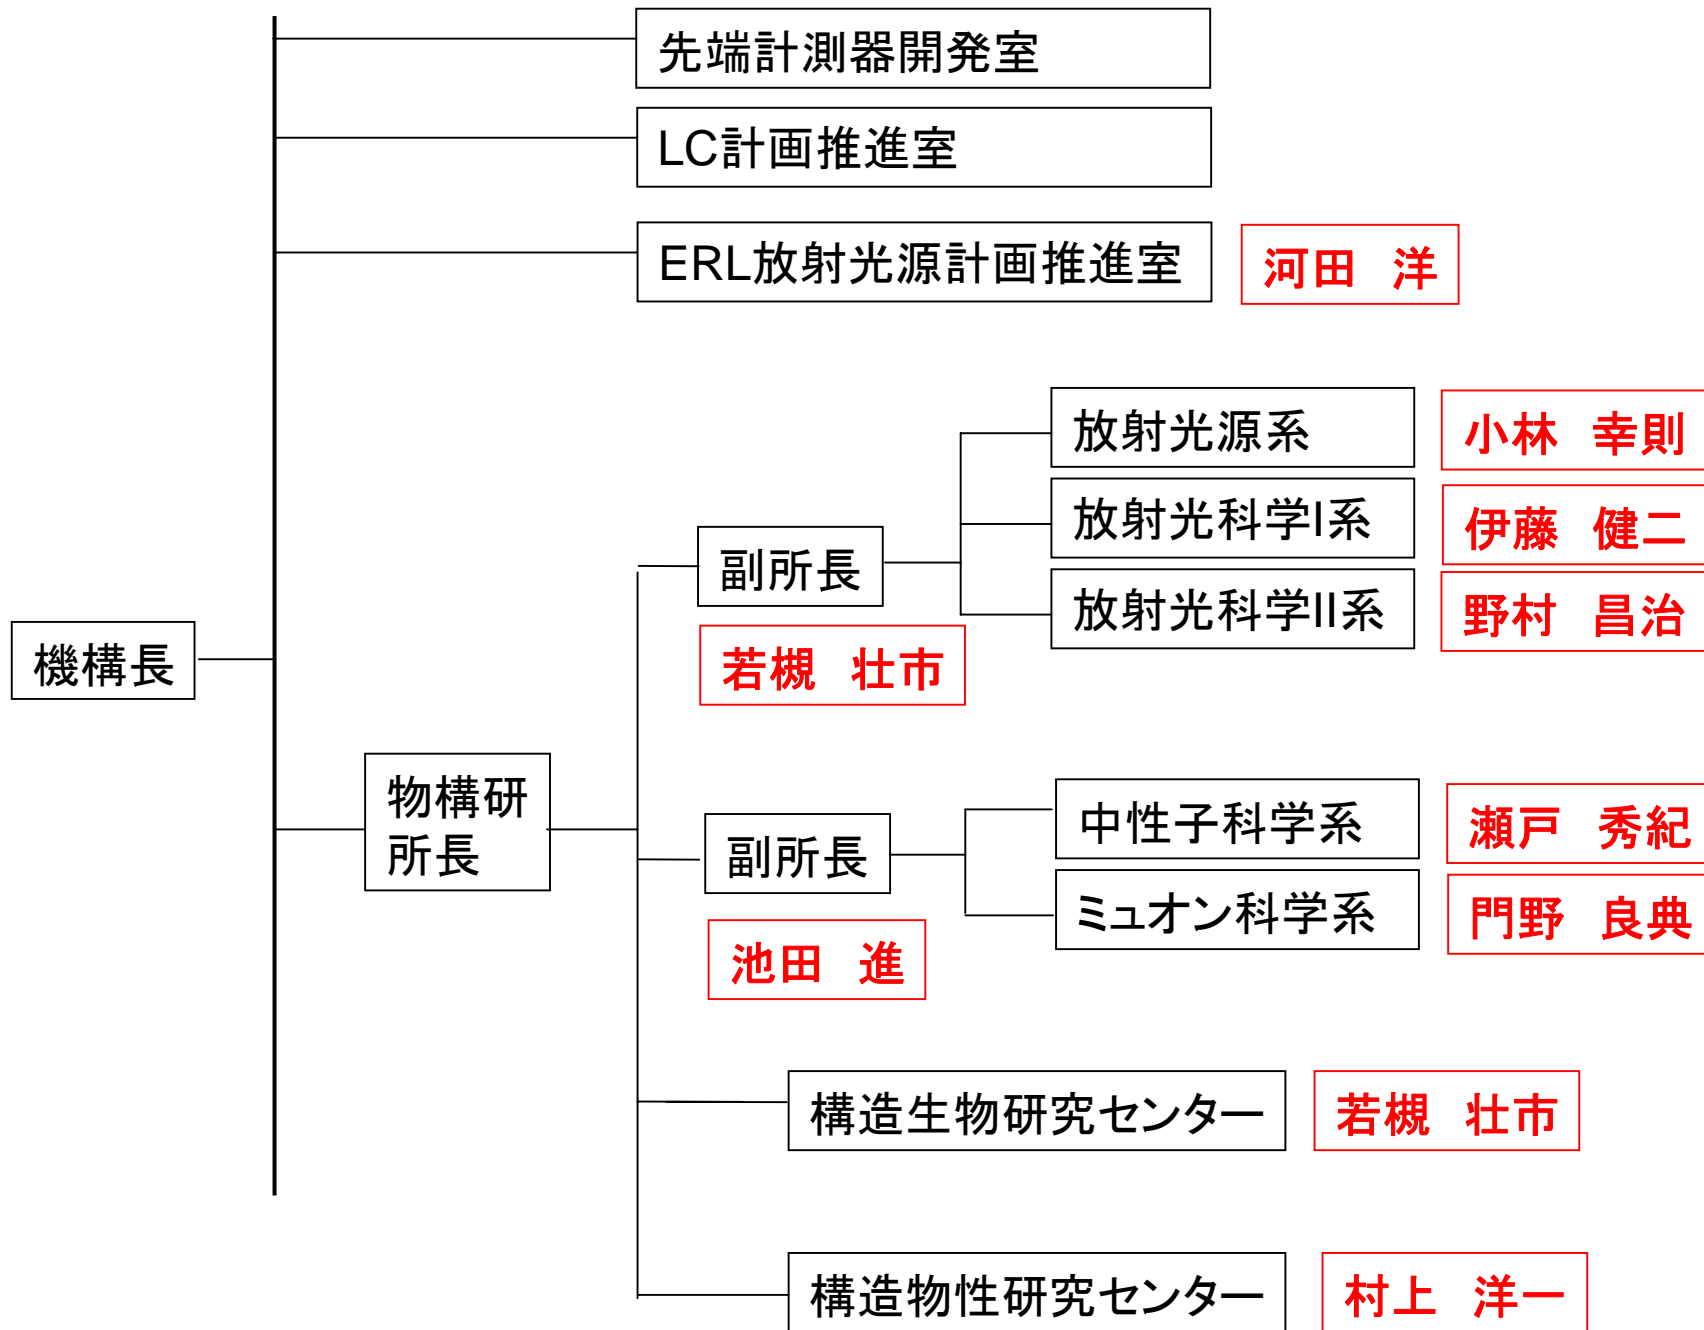 先端計測器開発室
LC計画推進室
ERL放射光源計画推進室
河田　洋
放射光源系
小林　幸則
放射光科学I系
伊藤　健二
副所長
放射光科学II系
野村　昌治
若槻　壮市
機構長
物構研
所長
中性子科学系
瀬戸　秀紀
副所長
ミュオン科学系
門野　良典
池田　進
構造生物研究センター
若槻　壮市
構造物性研究センター
村上　洋一